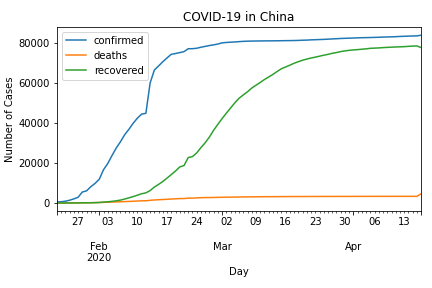 COVID-19 in China
confirmed
deaths
recovered
Number of Cases
80000
60000
40000
20000
0
27 03 10 17 24 02 09 16 23 30 06 13
Feb Mar Apr
2020
Day